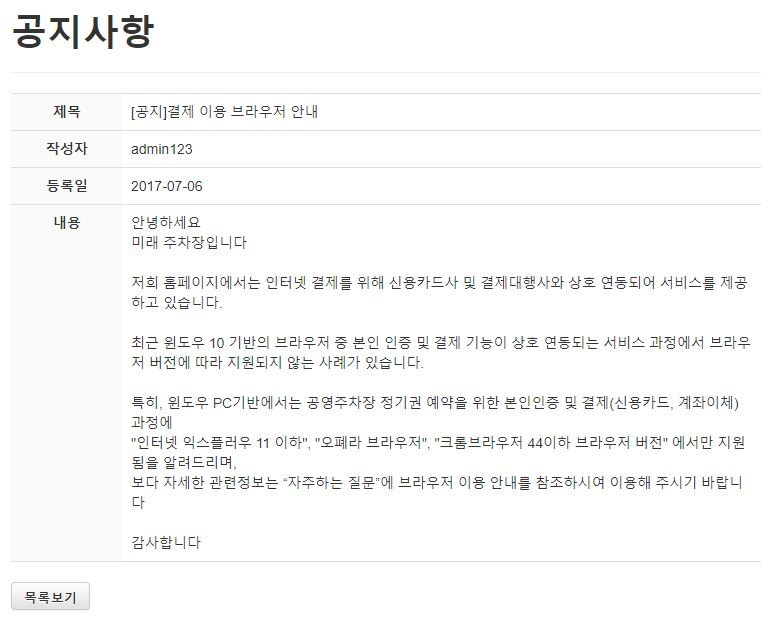 공지사항
제목 [공지]결제 이용 브라우저 안내
작성자 admin123
등록일 2017-07-06
내용 안녕하세요
미래 주차장입니다
저희 홈페이지에서는 인터넷 결제를 위해 신용카드사 및 결제대행사와 상호 연동되어 서비스를 제공
하고 있습니다.
최근 윈도우 10 기반의 브라우저 중 본인 인증 및 결제 기능이 상호 연동되는 서비스 과정에서 브라우
저 버전에 따라 지원되지 않는 사례가 있습니다.
특히, 윈도우 PC기반에서는 공영주차장 정기권 예약을 위한 본인인증 및 결제(신용카드, 계좌이체)
과정에
"인터넷 익스플러우 11 이하", "오페라 브라우저", "크롬브라우저 44이하 브라우저 버전" 에서만 지원
됨을 알려드리며,
보다 자세한 관련정보는 “자주하는 질문”에 브라우저 이용 안내를 참조하시여 이용해 주시기 바랍니
다
감사합니다
목록보기